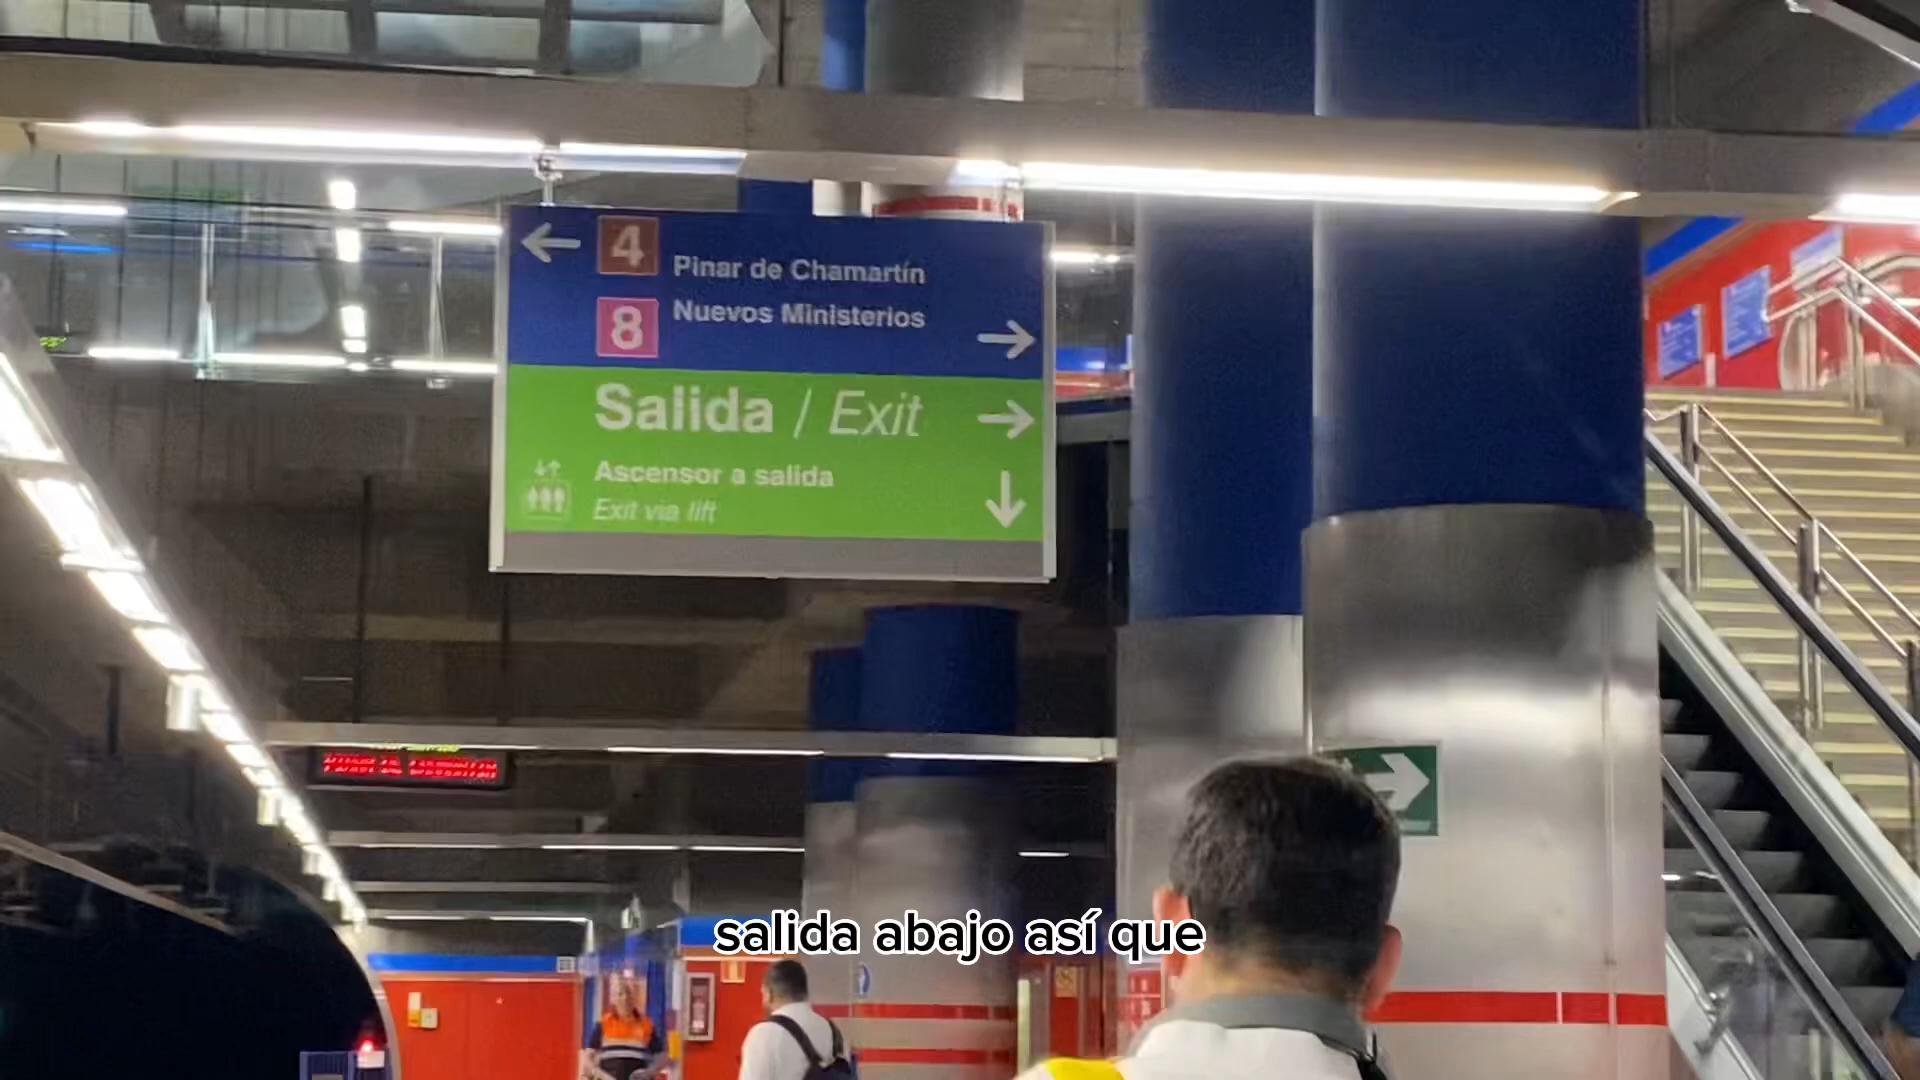 4 Pinar de Chamartín
8 Nuevos Ministerios
Salida / Exit
Ascensor a salida
Exit via lift
salida abajo así que